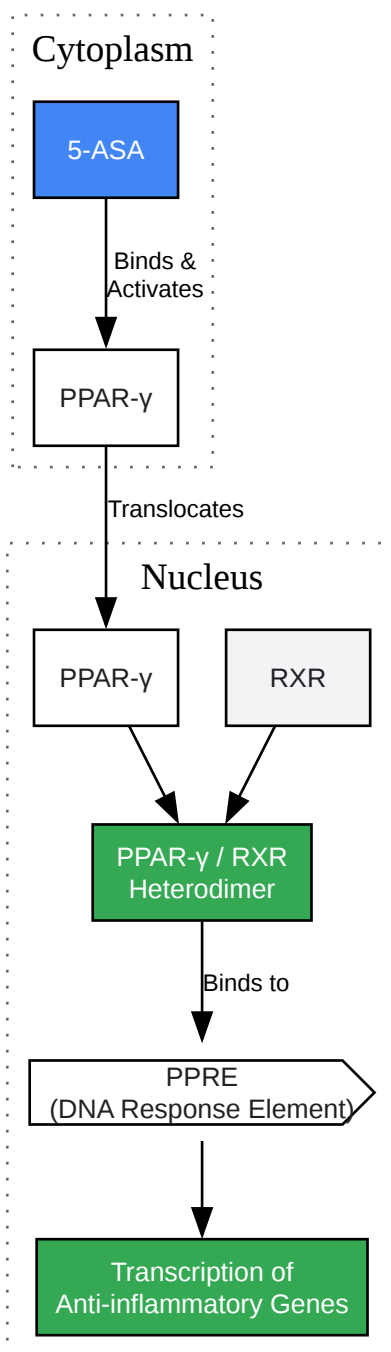 Cytoplasm
5-ASA
Binds &
Activates
PPAR-γ
Translocates
Nucleus
PPAR-γ
RXR
PPAR-γ / RXR
Heterodimer
Binds to
PPRE
(DNA Response Element)
Transcription of
Anti-inflammatory Genes